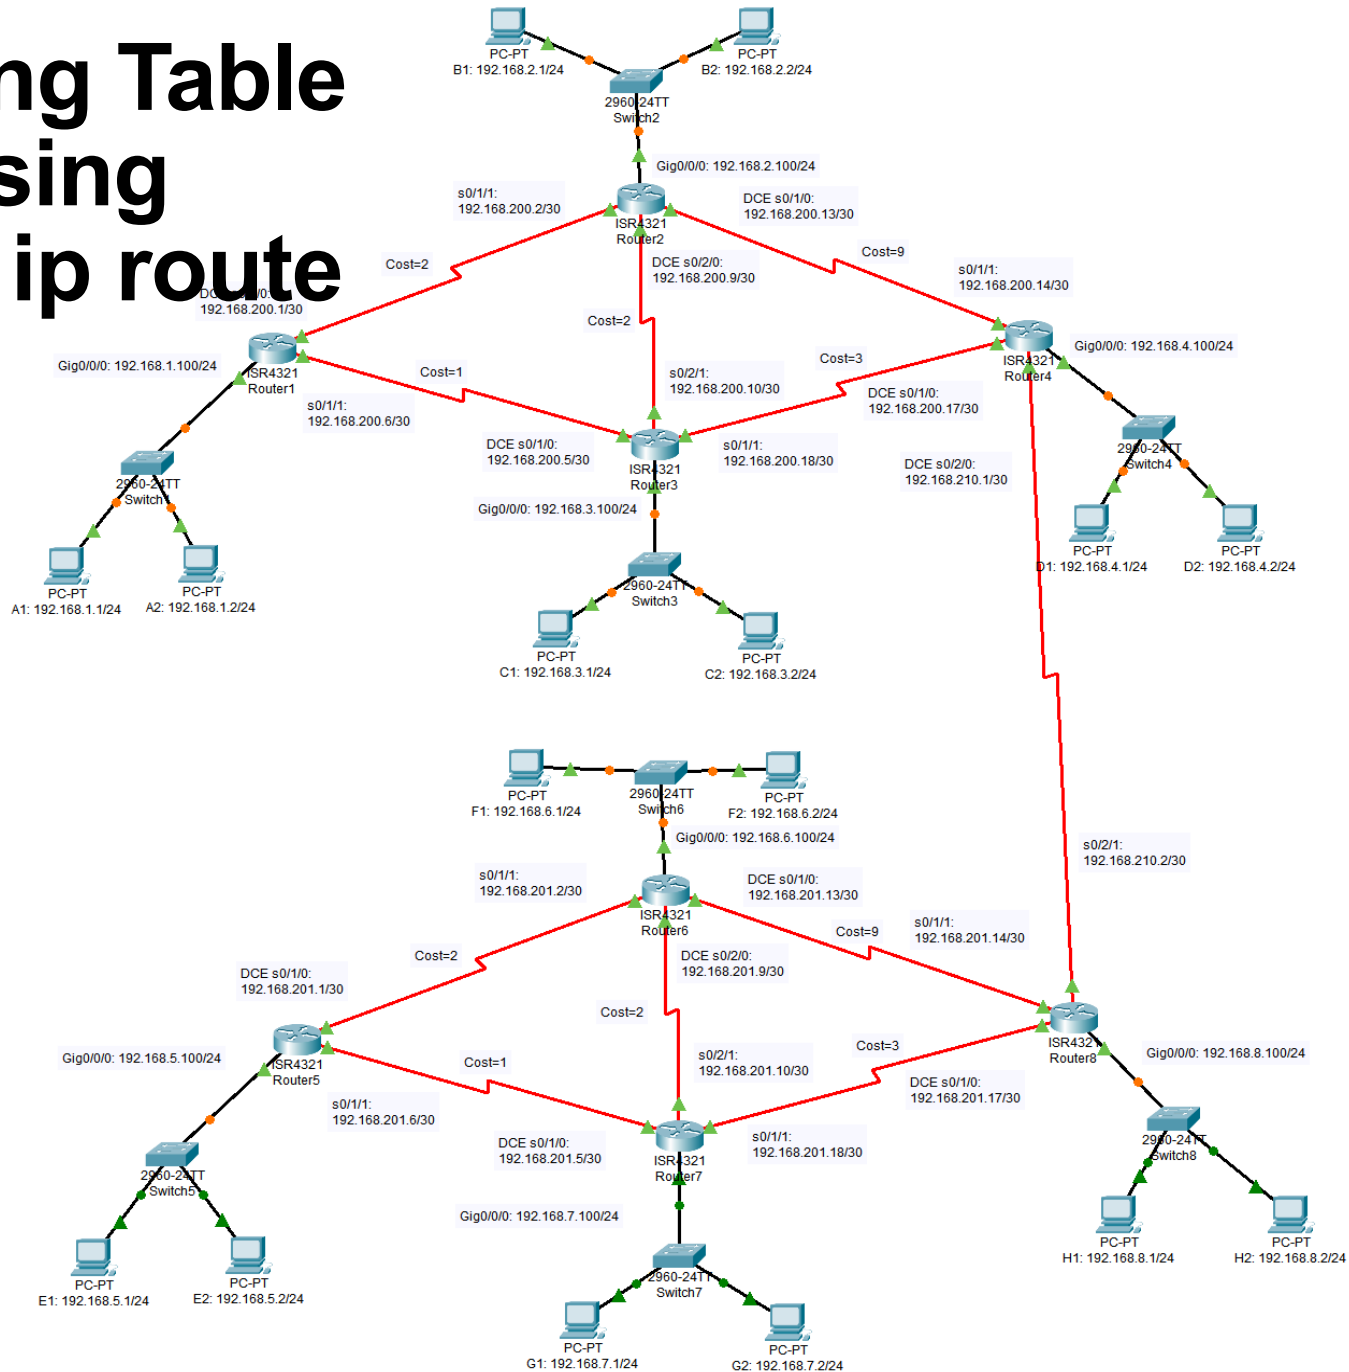 ng Table
sing
ip route
PC-PT
B1: 192.168.2.1/24
PC-PT
B2: 192.168.2.2/24
2960-24TT
Switch2
Gig0/0/0: 192.168.2.100/24
s0/1/1:
192.168.200.2/30
DCE s0/1/0:
192.168.200.13/30
ISR4321
Router2
DCE s0/2/0:
192.168.200.9/30
Cost=2
Cost=9
s0/1/1:
192.168.200.14/30
192.168.200.1/30
Cost=2
Gig0/0/0: 192.168.1.100/24
ISR4321
Router1
Cost=1
s0/1/1:
192.168.200.6/30
s0/2/1:
192.168.200.10/30
Cost=3
DCE s0/1/0:
192.168.200.17/30
ISR4321
Router4
Gig0/0/0: 192.168.4.100/24
DCE s0/1/0:
192.168.200.5/30
ISR4321
Router3
s0/1/1:
192.168.200.18/30
DCE s0/2/0:
192.168.210.1/30
2960-24TT
Switch4
2960-24TT
Switch1
Gig0/0/0: 192.168.3.100/24
PC-PT
A1: 192.168.1.1/24
PC-PT
A2: 192.168.1.2/24
2960-24TT
Switch3
PC-PT
D1: 192.168.4.1/24
PC-PT
D2: 192.168.4.2/24
PC-PT
C1: 192.168.3.1/24
PC-PT
C2: 192.168.3.2/24
PC-PT
F1: 192.168.6.1/24
2960-24TT
Switch6
PC-PT
F2: 192.168.6.2/24
Gig0/0/0: 192.168.6.100/24
s0/2/1:
192.168.210.2/30
s0/1/1:
192.168.201.2/30
DCE s0/1/0:
192.168.201.13/30
ISR4321
Router6
Cost=9
s0/1/1:
192.168.201.14/30
Cost=2
DCE s0/2/0:
192.168.201.9/30
DCE s0/1/0:
192.168.201.1/30
Cost=2
Gig0/0/0: 192.168.5.100/24
ISR4321
Router5
Cost=1
s0/1/1:
192.168.201.6/30
s0/2/1:
192.168.201.10/30
Cost=3
DCE s0/1/0:
192.168.201.17/30
ISR4321
Router8
Gig0/0/0: 192.168.8.100/24
DCE s0/1/0:
192.168.201.5/30
ISR4321
Router7
s0/1/1:
192.168.201.18/30
2960-24TT
Switch8
2960-24TT
Switch5
Gig0/0/0: 192.168.7.100/24
PC-PT
E1: 192.168.5.1/24
PC-PT
E2: 192.168.5.2/24
2960-24TT
Switch7
PC-PT
H1: 192.168.8.1/24
PC-PT
H2: 192.168.8.2/24
PC-PT
G1: 192.168.7.1/24
PC-PT
G2: 192.168.7.2/24